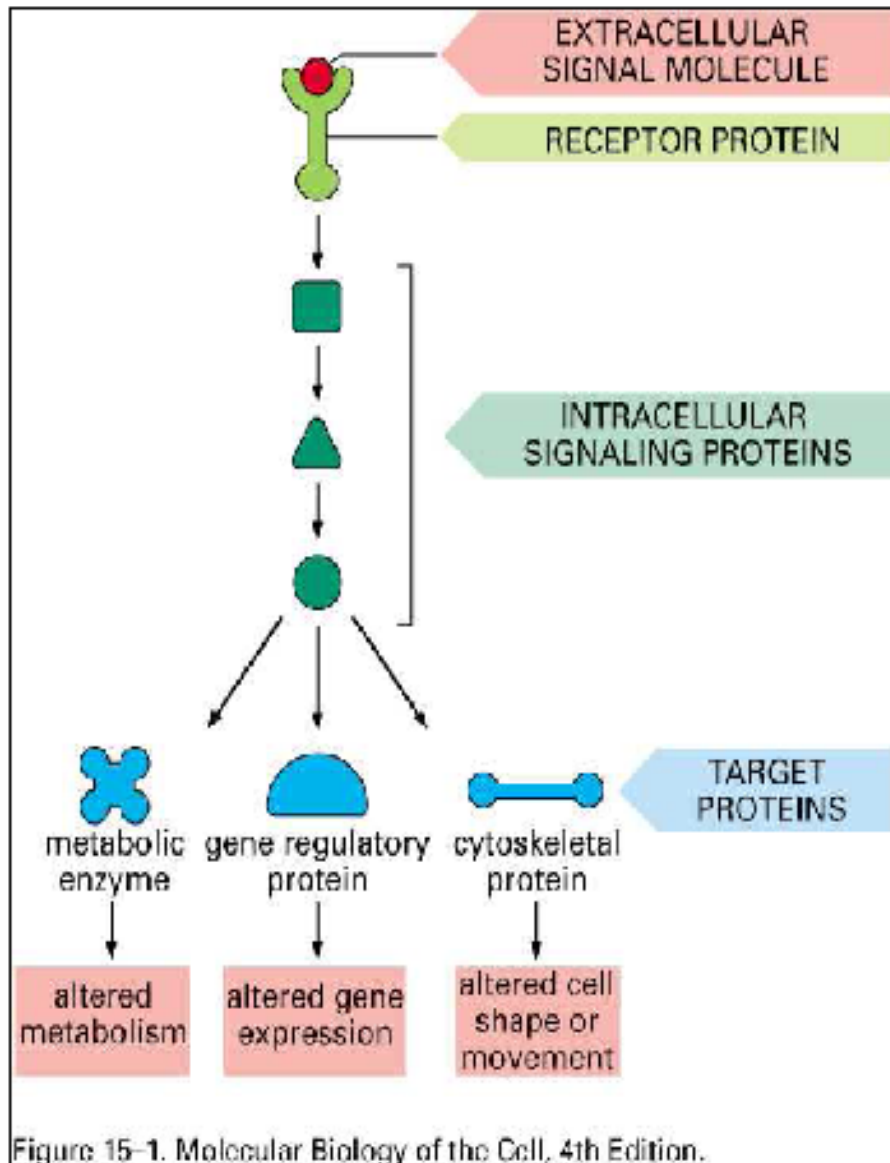 EXTRACELLULAR
SIGNAL MOLECULE
RECEPTOR PROTEIN
INTRACELLULAR
SIGNALING PROTEINS
TARGET
PROTEINS
metabolic
enzyme
gene regulatory
protein
cytoskeletal
protein
altered
metabolism
altered gene
expression
altered cell
shape or
movement
Figure 15–1. Molecular Biology of the Cell, 4th Edition.